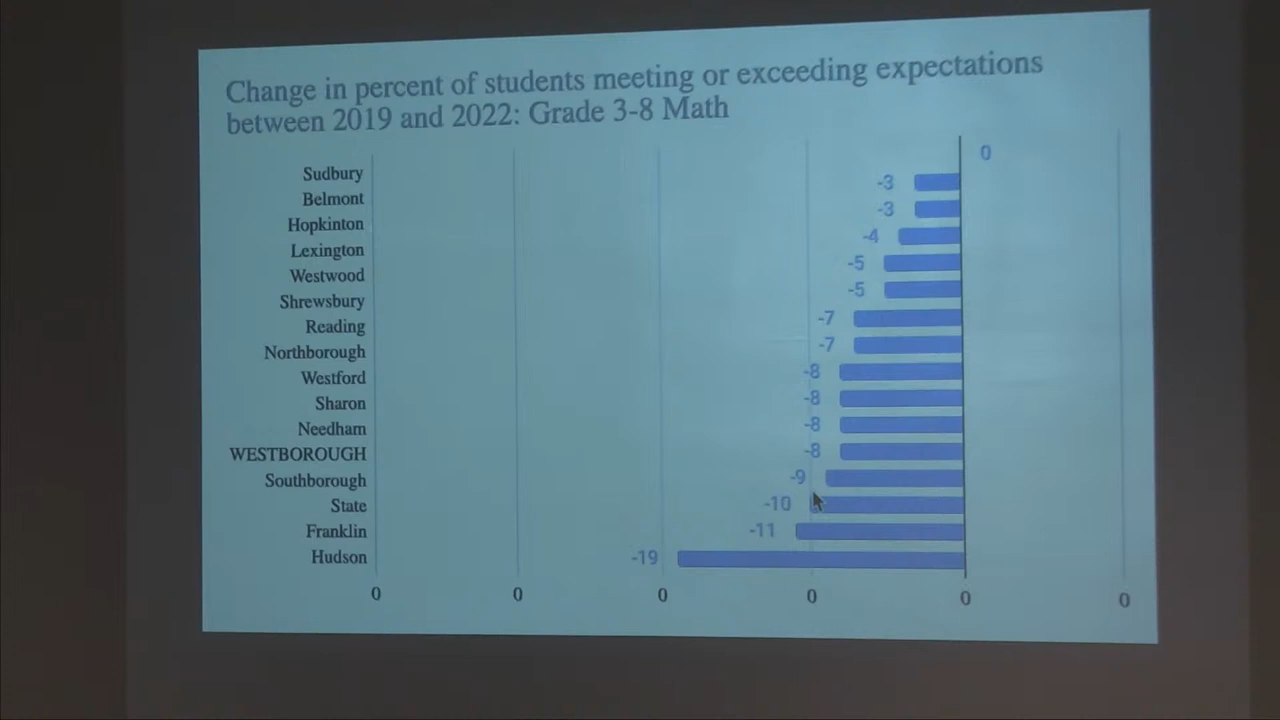 Change in percent of students meeting or exceeding expectations
between 2019 and 2022: Grade 3-8 Math
Sudbury 0
Belmont -3
Hopkinton -3
Lexington -4
Westwood -5
Shrewsbury -5
Reading -7
Northborough -7
Westford -8
Sharon -8
Needham -8
WESTBOROUGH -8
Southborough -9
State -10
Franklin -11
Hudson -19
0 0 0 0 0 0